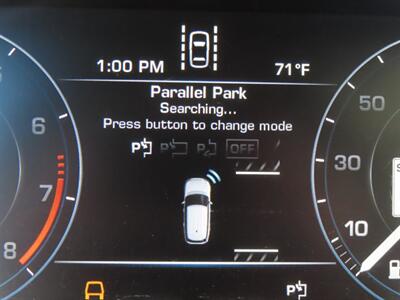 1:00 PM 71°F
Parallel Park
Searching...
Press button to change mode
P P P OFF
6
7
8
50
30
10
P